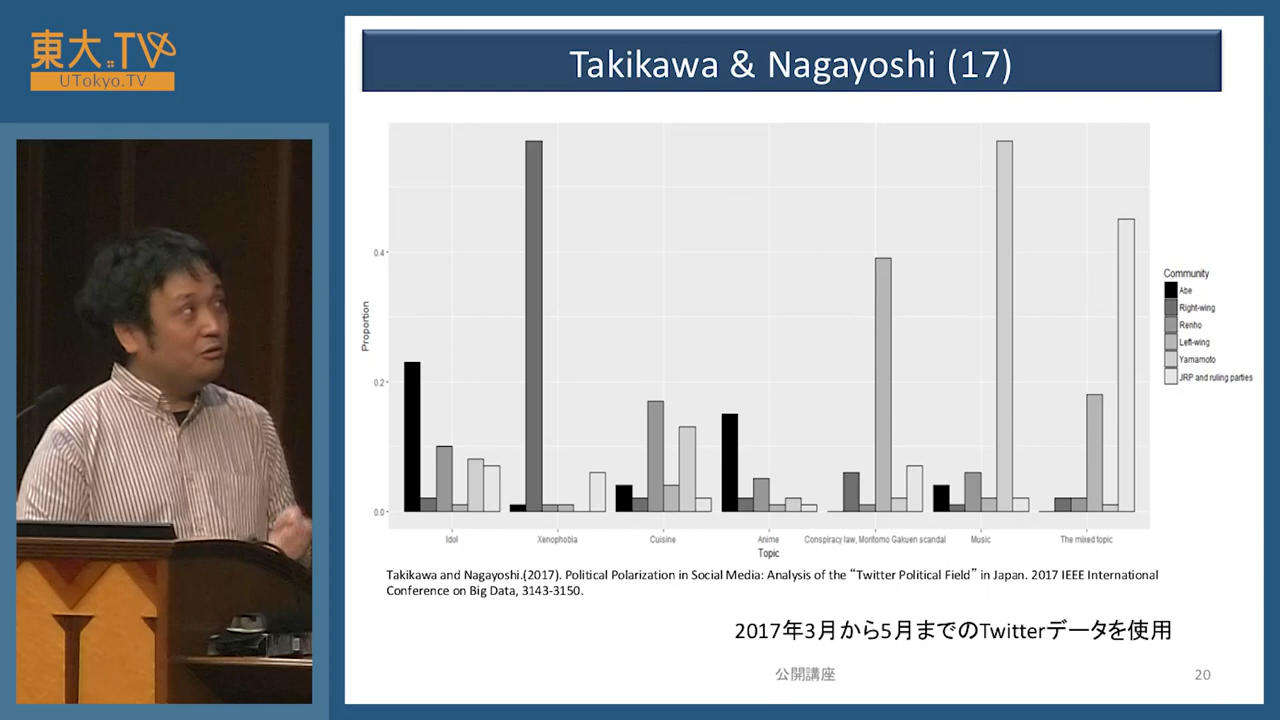 東大.TV
UTokyo.TV
Takikawa & Nagayoshi (17)
0.4
0.2
0.0
Proportion
Idol
Xenophobia
Cuisine
Anime
Conspiracy law, Moritomo Gakuen scandal
Music
The mixed topic
Topic
Community
Abe
Right-wing
Renho
Left-wing
Yamamoto
JRP and ruling parties
Takikawa and Nagayoshi.(2017). Political Polarization in Social Media: Analysis of the “Twitter Political Field” in Japan. 2017 IEEE International
Conference on Big Data, 3143-3150.
2017年3月から5月までのTwitterデータを使用
公開講座
20